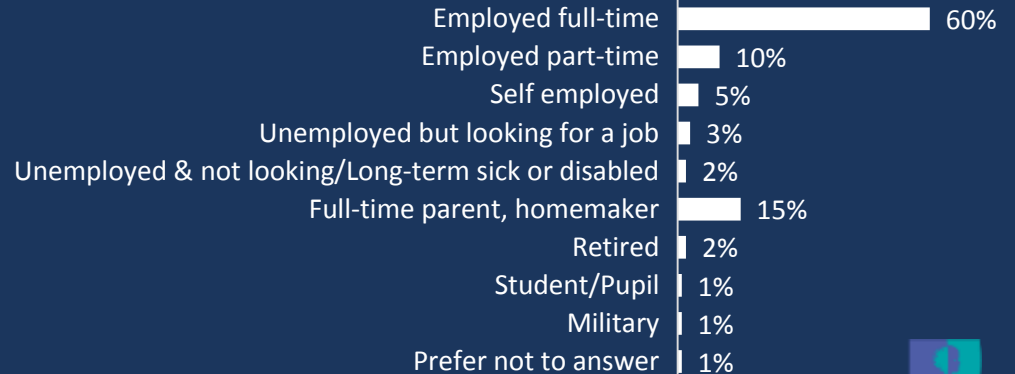 Employed full-time 60%
Employed part-time 10%
Self employed 5%
Unemployed but looking for a job 3%
Unemployed & not looking/Long-term sick or disabled 2%
Full-time parent, homemaker 15%
Retired 2%
Student/Pupil 1%
Military 1%
Prefer not to answer 1%